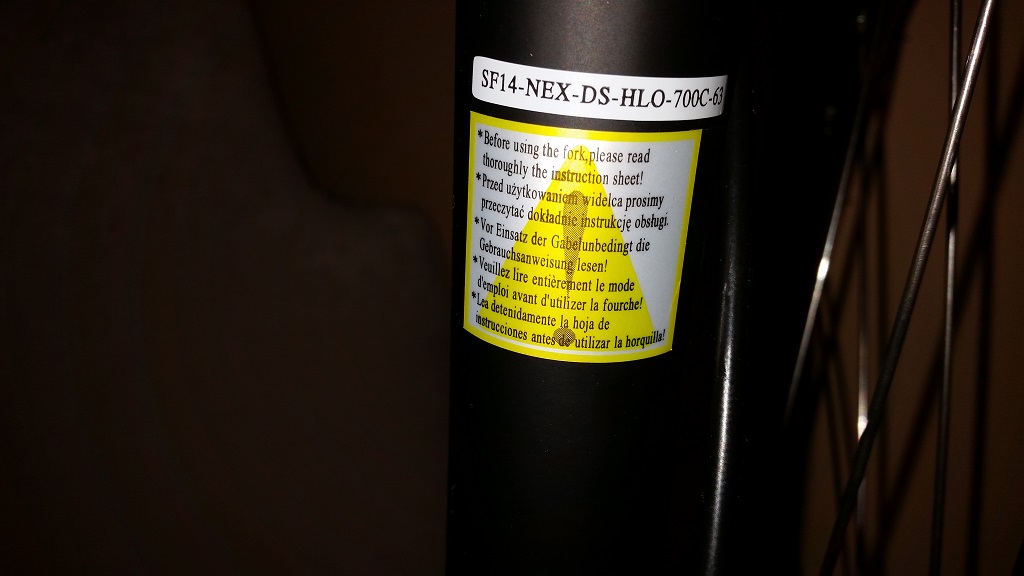 SF14-NEX-DS-HLO-700C-63
*Before using the fork,please read
thoroughly the instruction sheet!
*Przed użytkowaniem widelca prosimy
przeczytać dokładnie instrukcję obsługi.
*Vor Einsatz der Gabelunbedingt die
Gebrauchsanweisung lesen!
*Veuillez lire entièrement le mode
d'emploi avant d'utilizer la fourche!
*Lea detenidamente la hoja de
instrucciones antes de utilizar la horquilla!